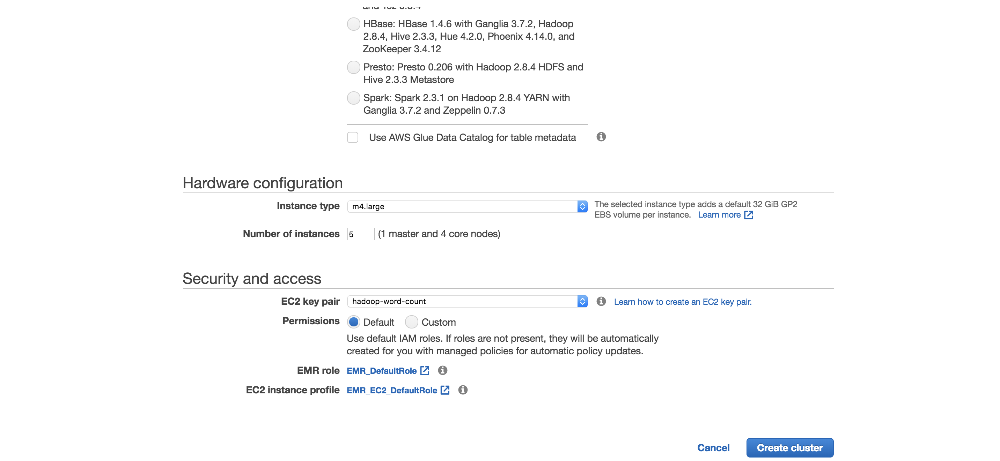 HBase: HBase 1.4.6 with Ganglia 3.7.2, Hadoop
2.8.4, Hive 2.3.3, Hue 4.2.0, Phoenix 4.14.0, and
ZooKeeper 3.4.12
Presto: Presto 0.206 with Hadoop 2.8.4 HDFS and
Hive 2.3.3 Metastore
Spark: Spark 2.3.1 on Hadoop 2.8.4 YARN with
Ganglia 3.7.2 and Zeppelin 0.7.3
Use AWS Glue Data Catalog for table metadata
Hardware configuration
Instance type m4.large The selected instance type adds a default 32 GiB GP2
EBS volume per instance. Learn more
Number of instances 5 (1 master and 4 core nodes)
Security and access
EC2 key pair hadoop-word-count Learn how to create an EC2 key pair.
Permissions Default Custom
Use default IAM roles. If roles are not present, they will be automatically
created for you with managed policies for automatic policy updates.
EMR role EMR_DefaultRole
EC2 instance profile EMR_EC2_DefaultRole
Cancel Create cluster